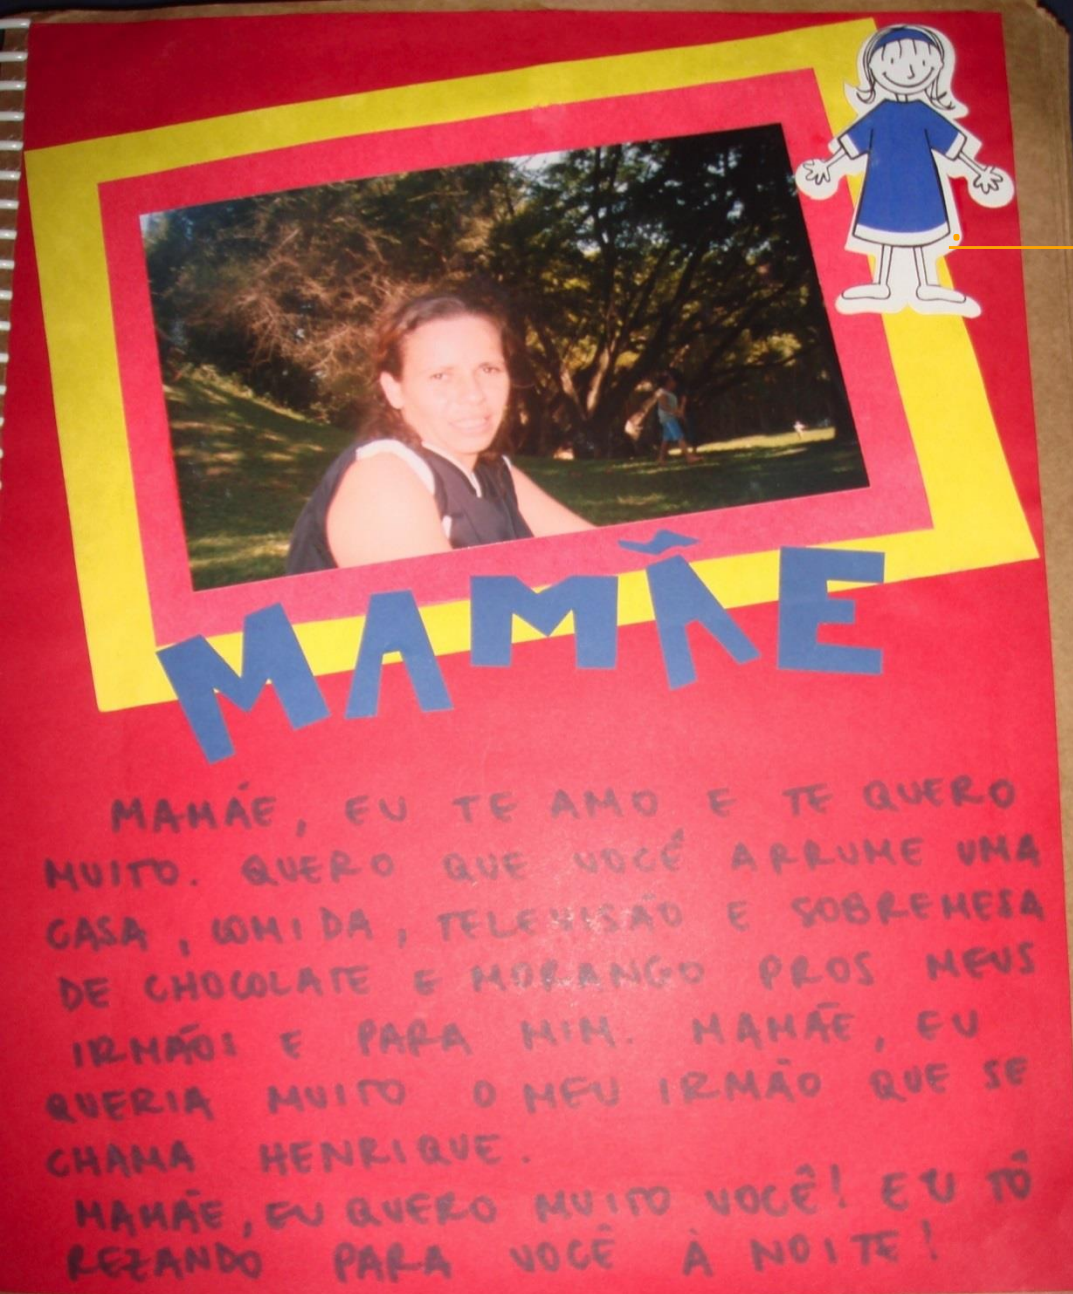 MAMÃE
MAMÃE, EU TE AMO E TE QUERO
MUITO. QUERO QUE VOCÊ ARRUME UMA
CASA, COMIDA, TELEVISÃO E SOBREMESA
DE CHOCOLATE E MORANGO PROS MEUS
IRMÃOS E PARA MIM. MAMÃE, EU
QUERIA MUITO O MEU IRMÃO QUE SE
CHAMA HENRIQUE.
MAMÃE, EU QUERO MUITO VOCÊ! EU TÔ
REZANDO PARA VOCÊ À NOITE!